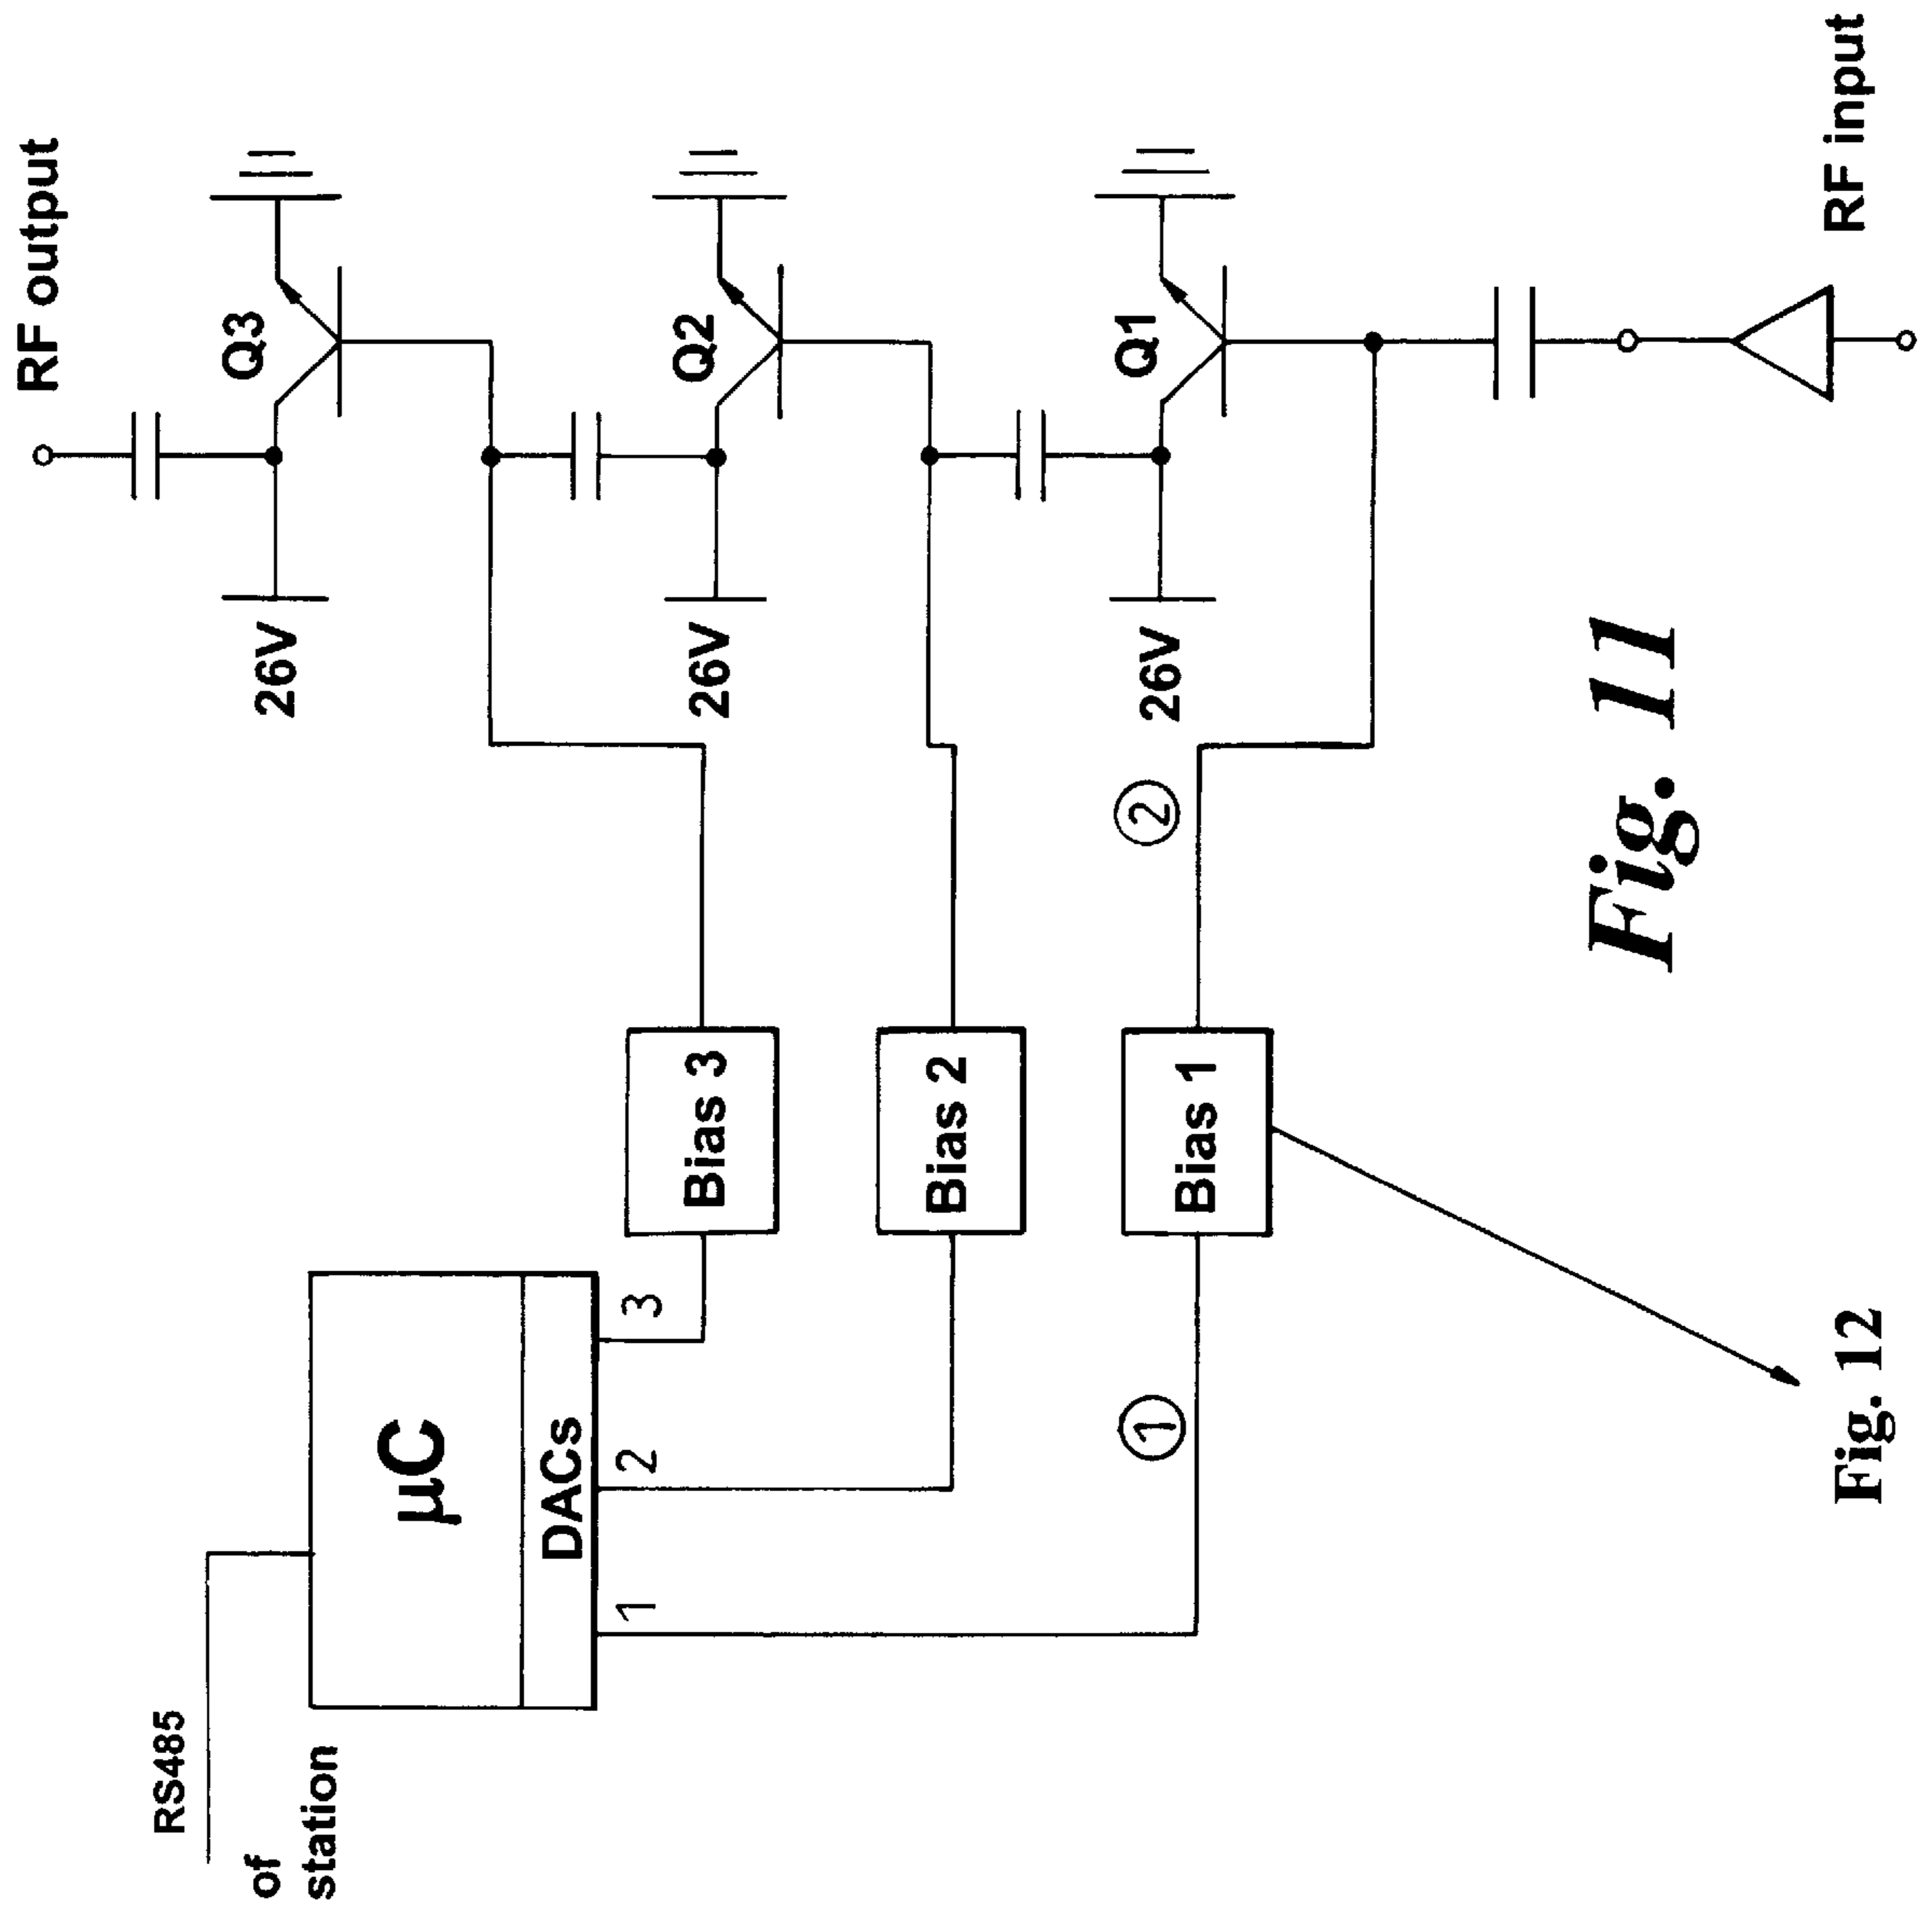 RS485
of
station
µC
DACs
1
2
3
Bias 3
Bias 2
Bias 1
①
②
26V
26V
26V
Q3
Q2
Q1
RF output
RF input
Fig. 12
Fig. 11